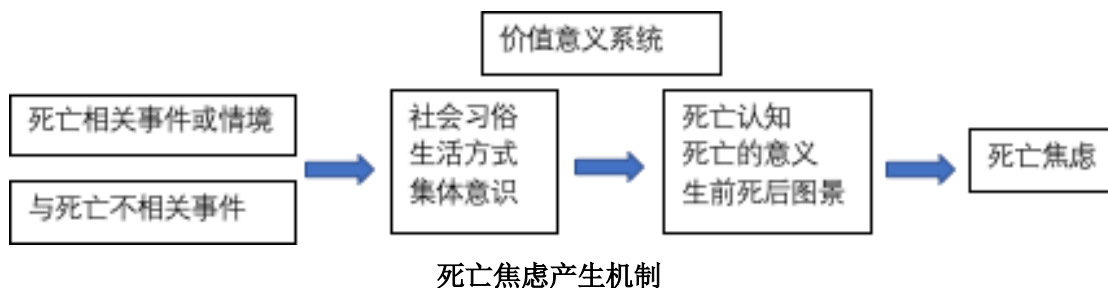 价值意义系统
死亡相关事件或情境
与死亡不相关事件
社会习俗
生活方式
集体意识
死亡认知
死亡的意义
生前死后图景
死亡焦虑
死亡焦虑产生机制